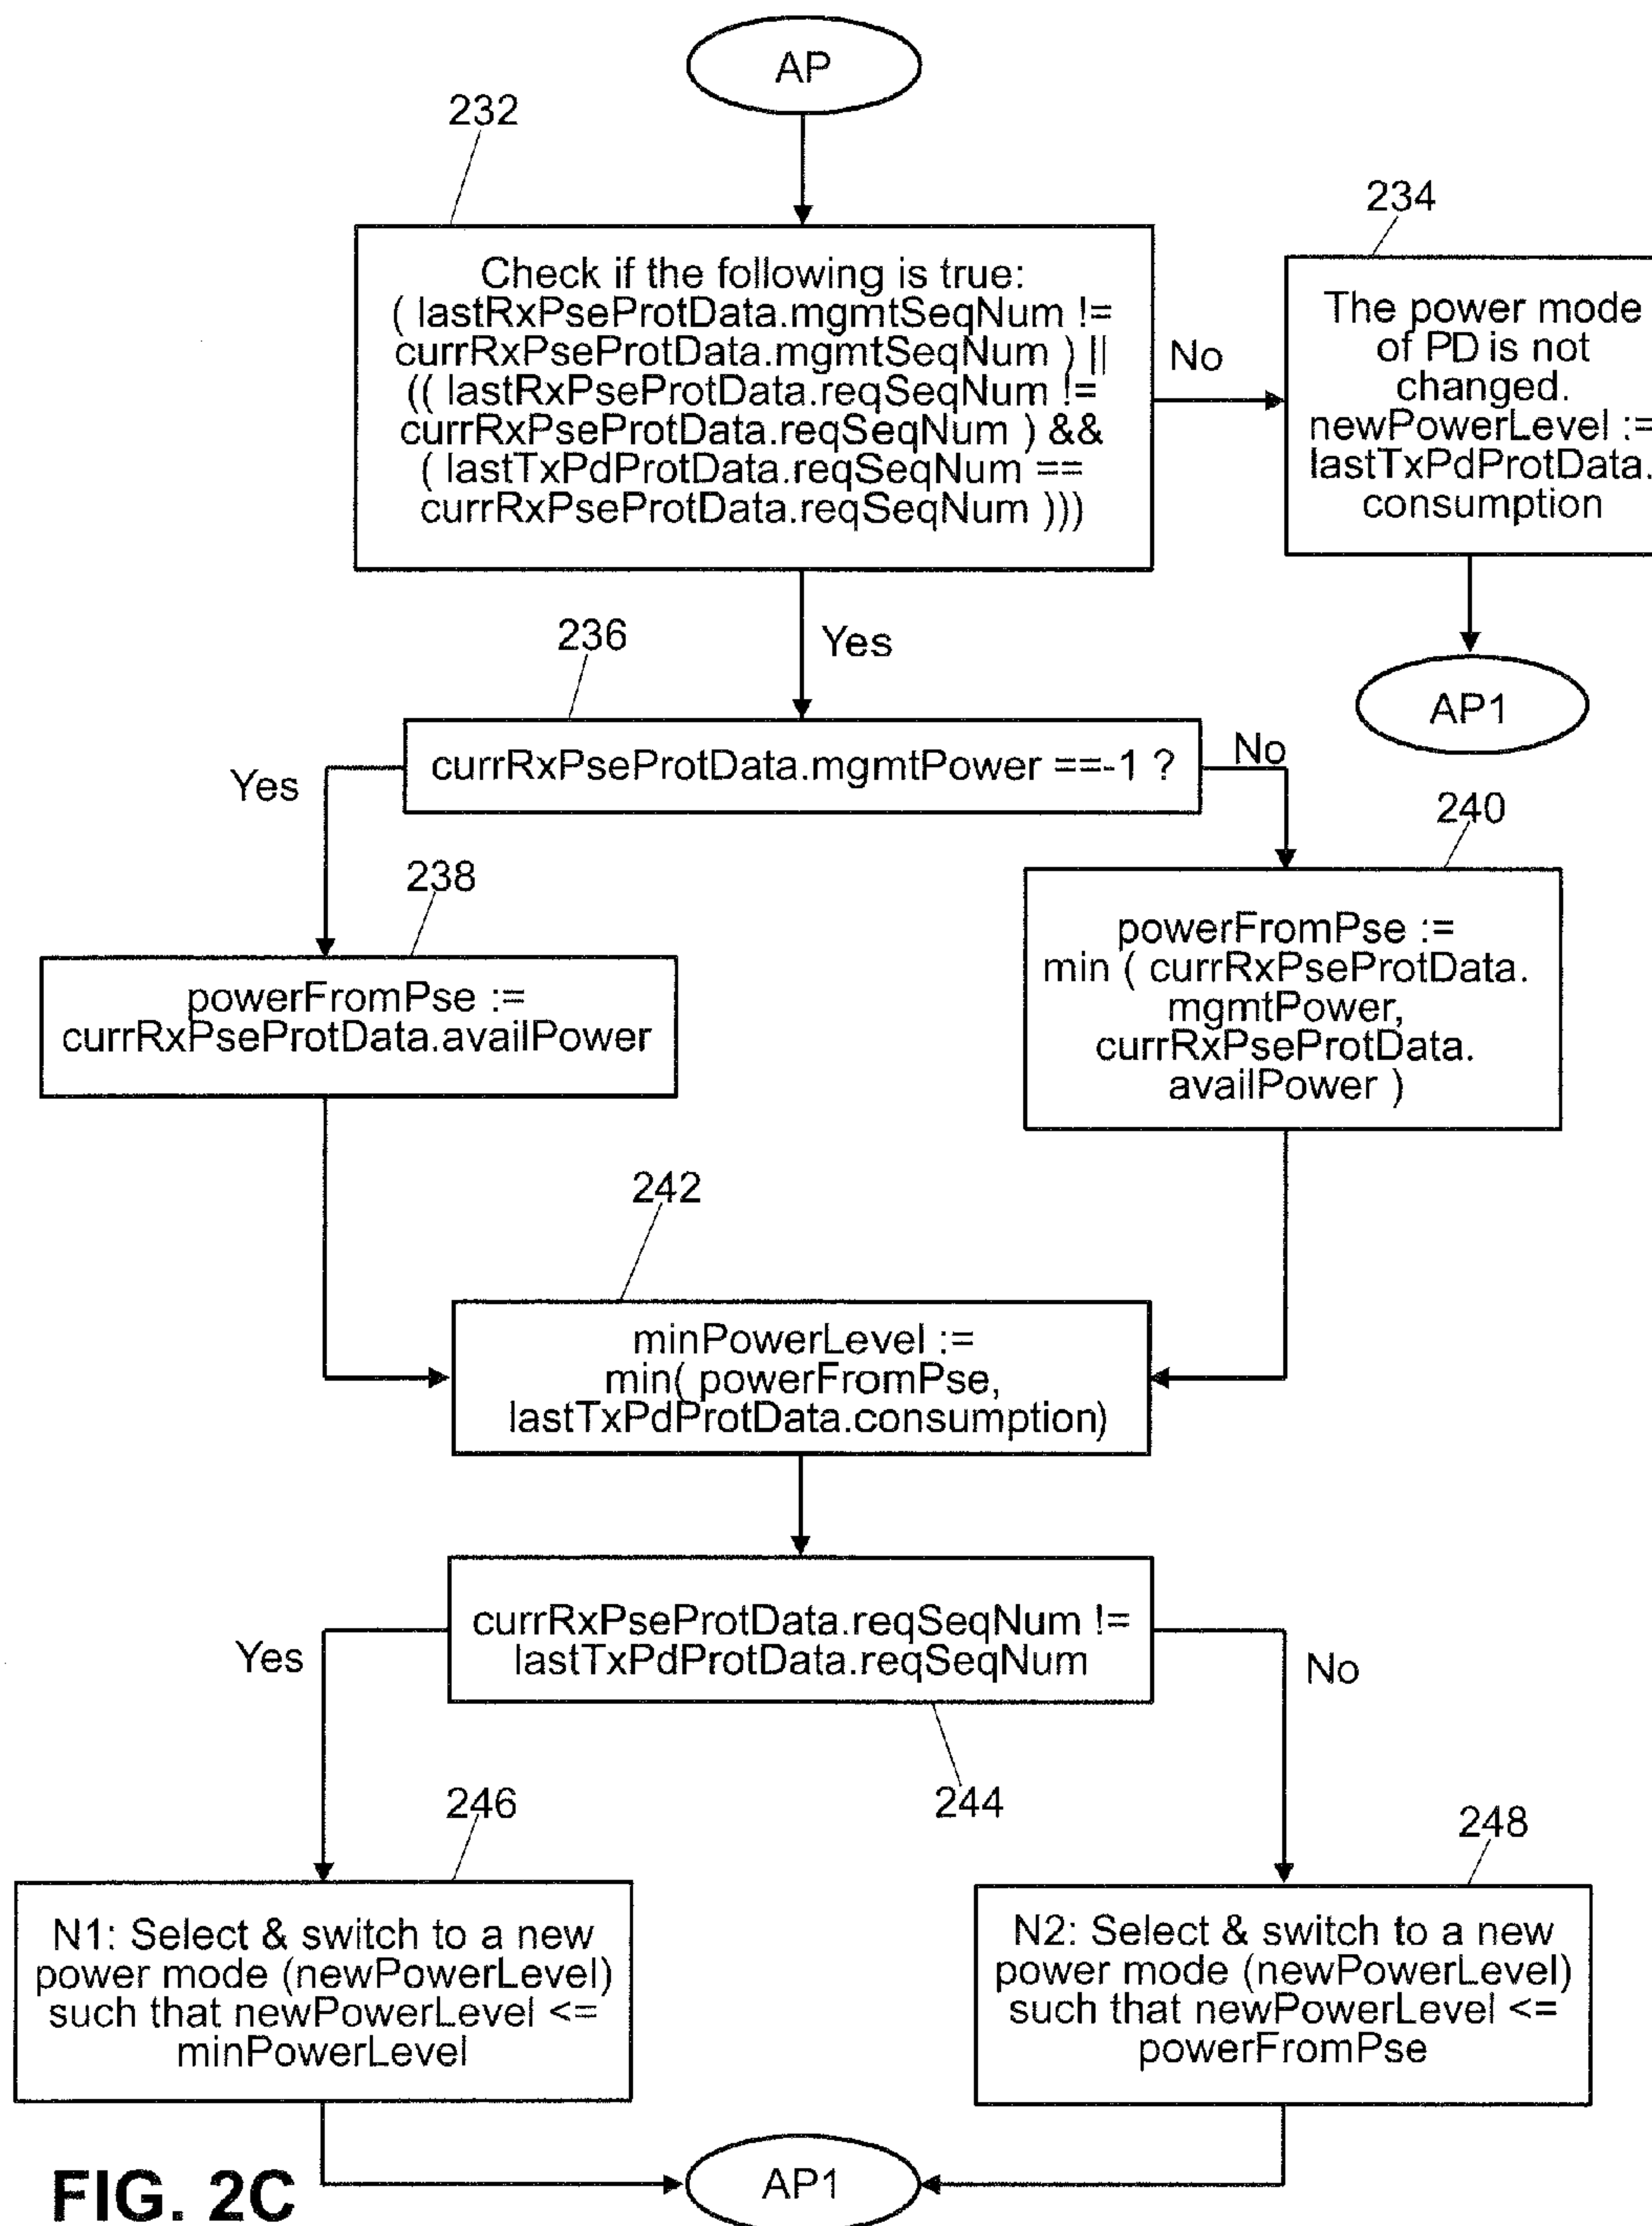 AP
232
Check if the following is true:
( lastRxPseProtData.mgmtSeqNum !=
currRxPseProtData.mgmtSeqNum ) ||
(( lastRxPseProtData.reqSeqNum !=
currRxPseProtData.reqSeqNum ) &&
( lastTxPdProtData.reqSeqNum ==
currRxPseProtData.reqSeqNum )))
No
234
The power mode
of PD is not
changed.
newPowerLevel :=
lastTxPdProtData.
consumption
AP1
Yes
236
currRxPseProtData.mgmtPower ==-1 ?
Yes
No
238
powerFromPse :=
currRxPseProtData.availPower
240
powerFromPse :=
min ( currRxPseProtData.
mgmtPower,
currRxPseProtData.
availPower )
242
minPowerLevel :=
min( powerFromPse,
lastTxPdProtData.consumption)
currRxPseProtData.reqSeqNum !=
lastTxPdProtData.reqSeqNum
Yes
No
244
246
N1: Select & switch to a new
power mode (newPowerLevel)
such that newPowerLevel <=
minPowerLevel
248
N2: Select & switch to a new
power mode (newPowerLevel)
such that newPowerLevel <=
powerFromPse
AP1
FIG. 2C